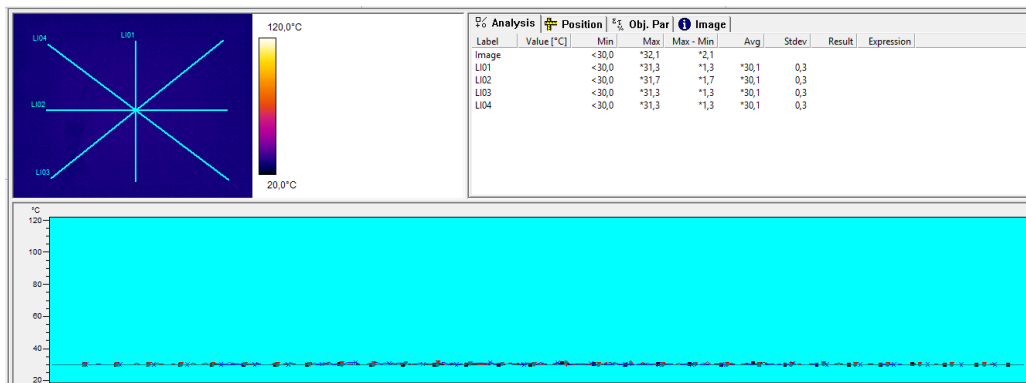 LI04
LI01
LI02
LI03
120,0°C
20,0°C
Analysis Position Obj. Par Image
Label Value [°C] Min Max Max - Min Avg Stdev Result Expression
Image <30,0 *32,1 *2,1
LI01 <30,0 *31,3 *1,3 *30,1 0,3
LI02 <30,0 *31,7 *1,7 *30,1 0,3
LI03 <30,0 *31,3 *1,3 *30,1 0,3
LI04 <30,0 *31,3 *1,3 *30,1 0,3
°C
120
100
80
60
40
20